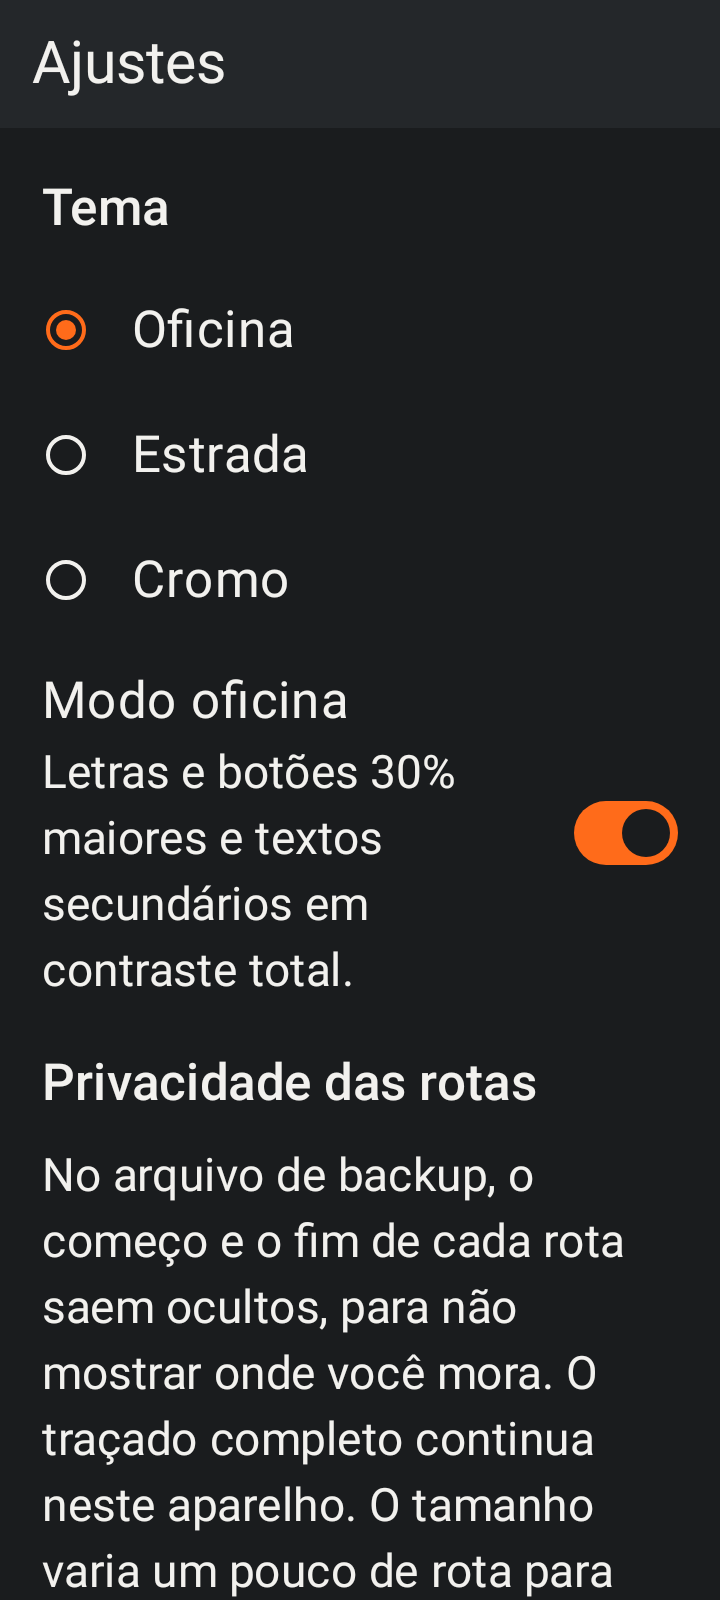 Ajustes
Tema
Oficina
Estrada
Cromo
Modo oficina
Letras e botões 30%
maiores e textos
secundários em
contraste total.
Privacidade das rotas
No arquivo de backup, o
começo e o fim de cada rota
saem ocultos, para não
mostrar onde você mora. O
traçado completo continua
neste aparelho. O tamanho
varia um pouco de rota para